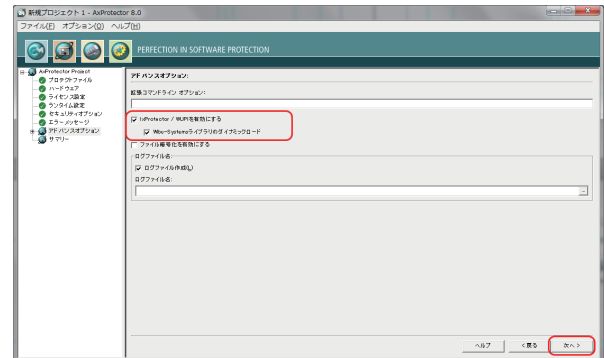 新規プロジェクト 1 - AxProtector 8.0
ファイル(F) オプション(O) ヘルプ(H)
PERFECTION IN SOFTWARE PROTECTION
AxProtector Project
プロテクトファイル
ハードウェア
ライセンス設定
ランタイム設定
セキュリティオプション
エラーメッセージ
アドバンスオプション
サマリー
アドバンスオプション:
拡張コマンドライン オプション:
IxProtector / WUPIを有効にする
Wibu-Systemsライブラリのダイナミックロード
ファイル暗号化を有効にする
ログファイル名:
ログファイル作成(L)
ログファイル名:
...
ヘルプ
< 戻る
次へ >